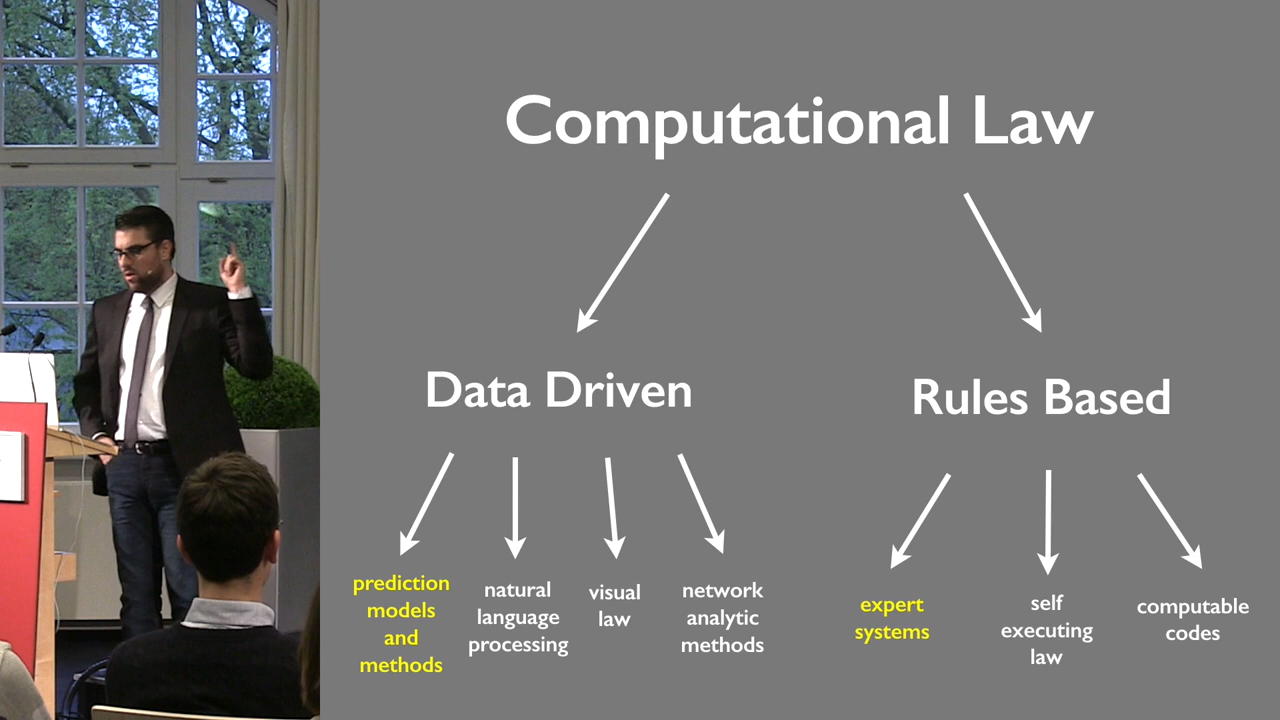 Computational Law
Data Driven
Rules Based
prediction
models
and
methods
natural
language
processing
visual
law
network
analytic
methods
expert
systems
self
executing
law
computable
codes